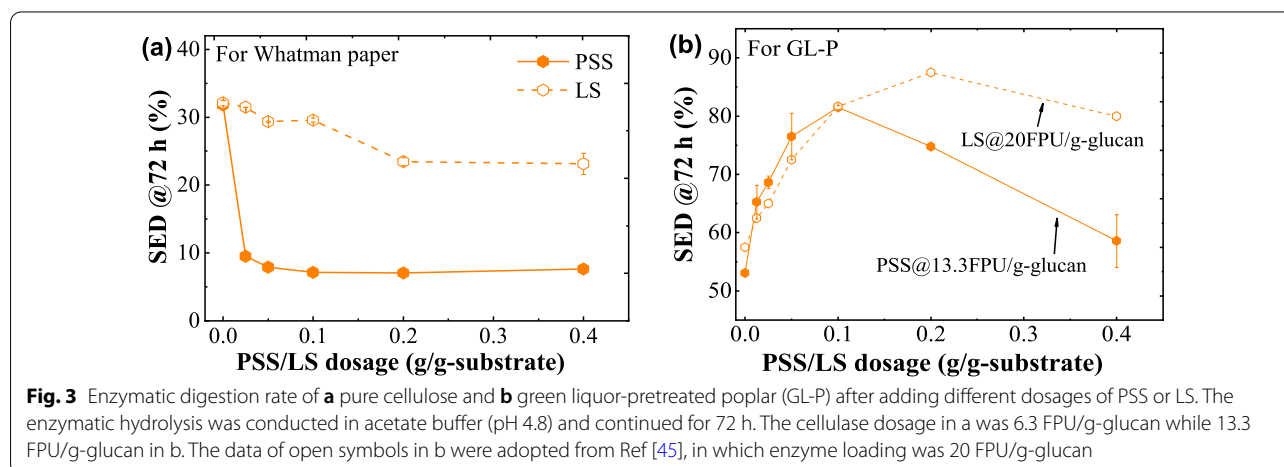 (a)
For Whatman paper
PSS
LS
SED @72 h (%)
40
30
20
10
0
0.0 0.1 0.2 0.3 0.4
PSS/LS dosage (g/g-substrate)
(b)
For GL-P
LS@20FPU/g-glucan
PSS@13.3FPU/g-glucan
SED @72 h (%)
90
80
70
60
50
0.0 0.1 0.2 0.3 0.4
PSS/LS dosage (g/g-substrate)
Fig. 3 Enzymatic digestion rate of a pure cellulose and b green liquor-pretreated poplar (GL-P) after adding different dosages of PSS or LS. The
enzymatic hydrolysis was conducted in acetate buffer (pH 4.8) and continued for 72 h. The cellulase dosage in a was 6.3 FPU/g-glucan while 13.3
FPU/g-glucan in b. The data of open symbols in b were adopted from Ref [45], in which enzyme loading was 20 FPU/g-glucan